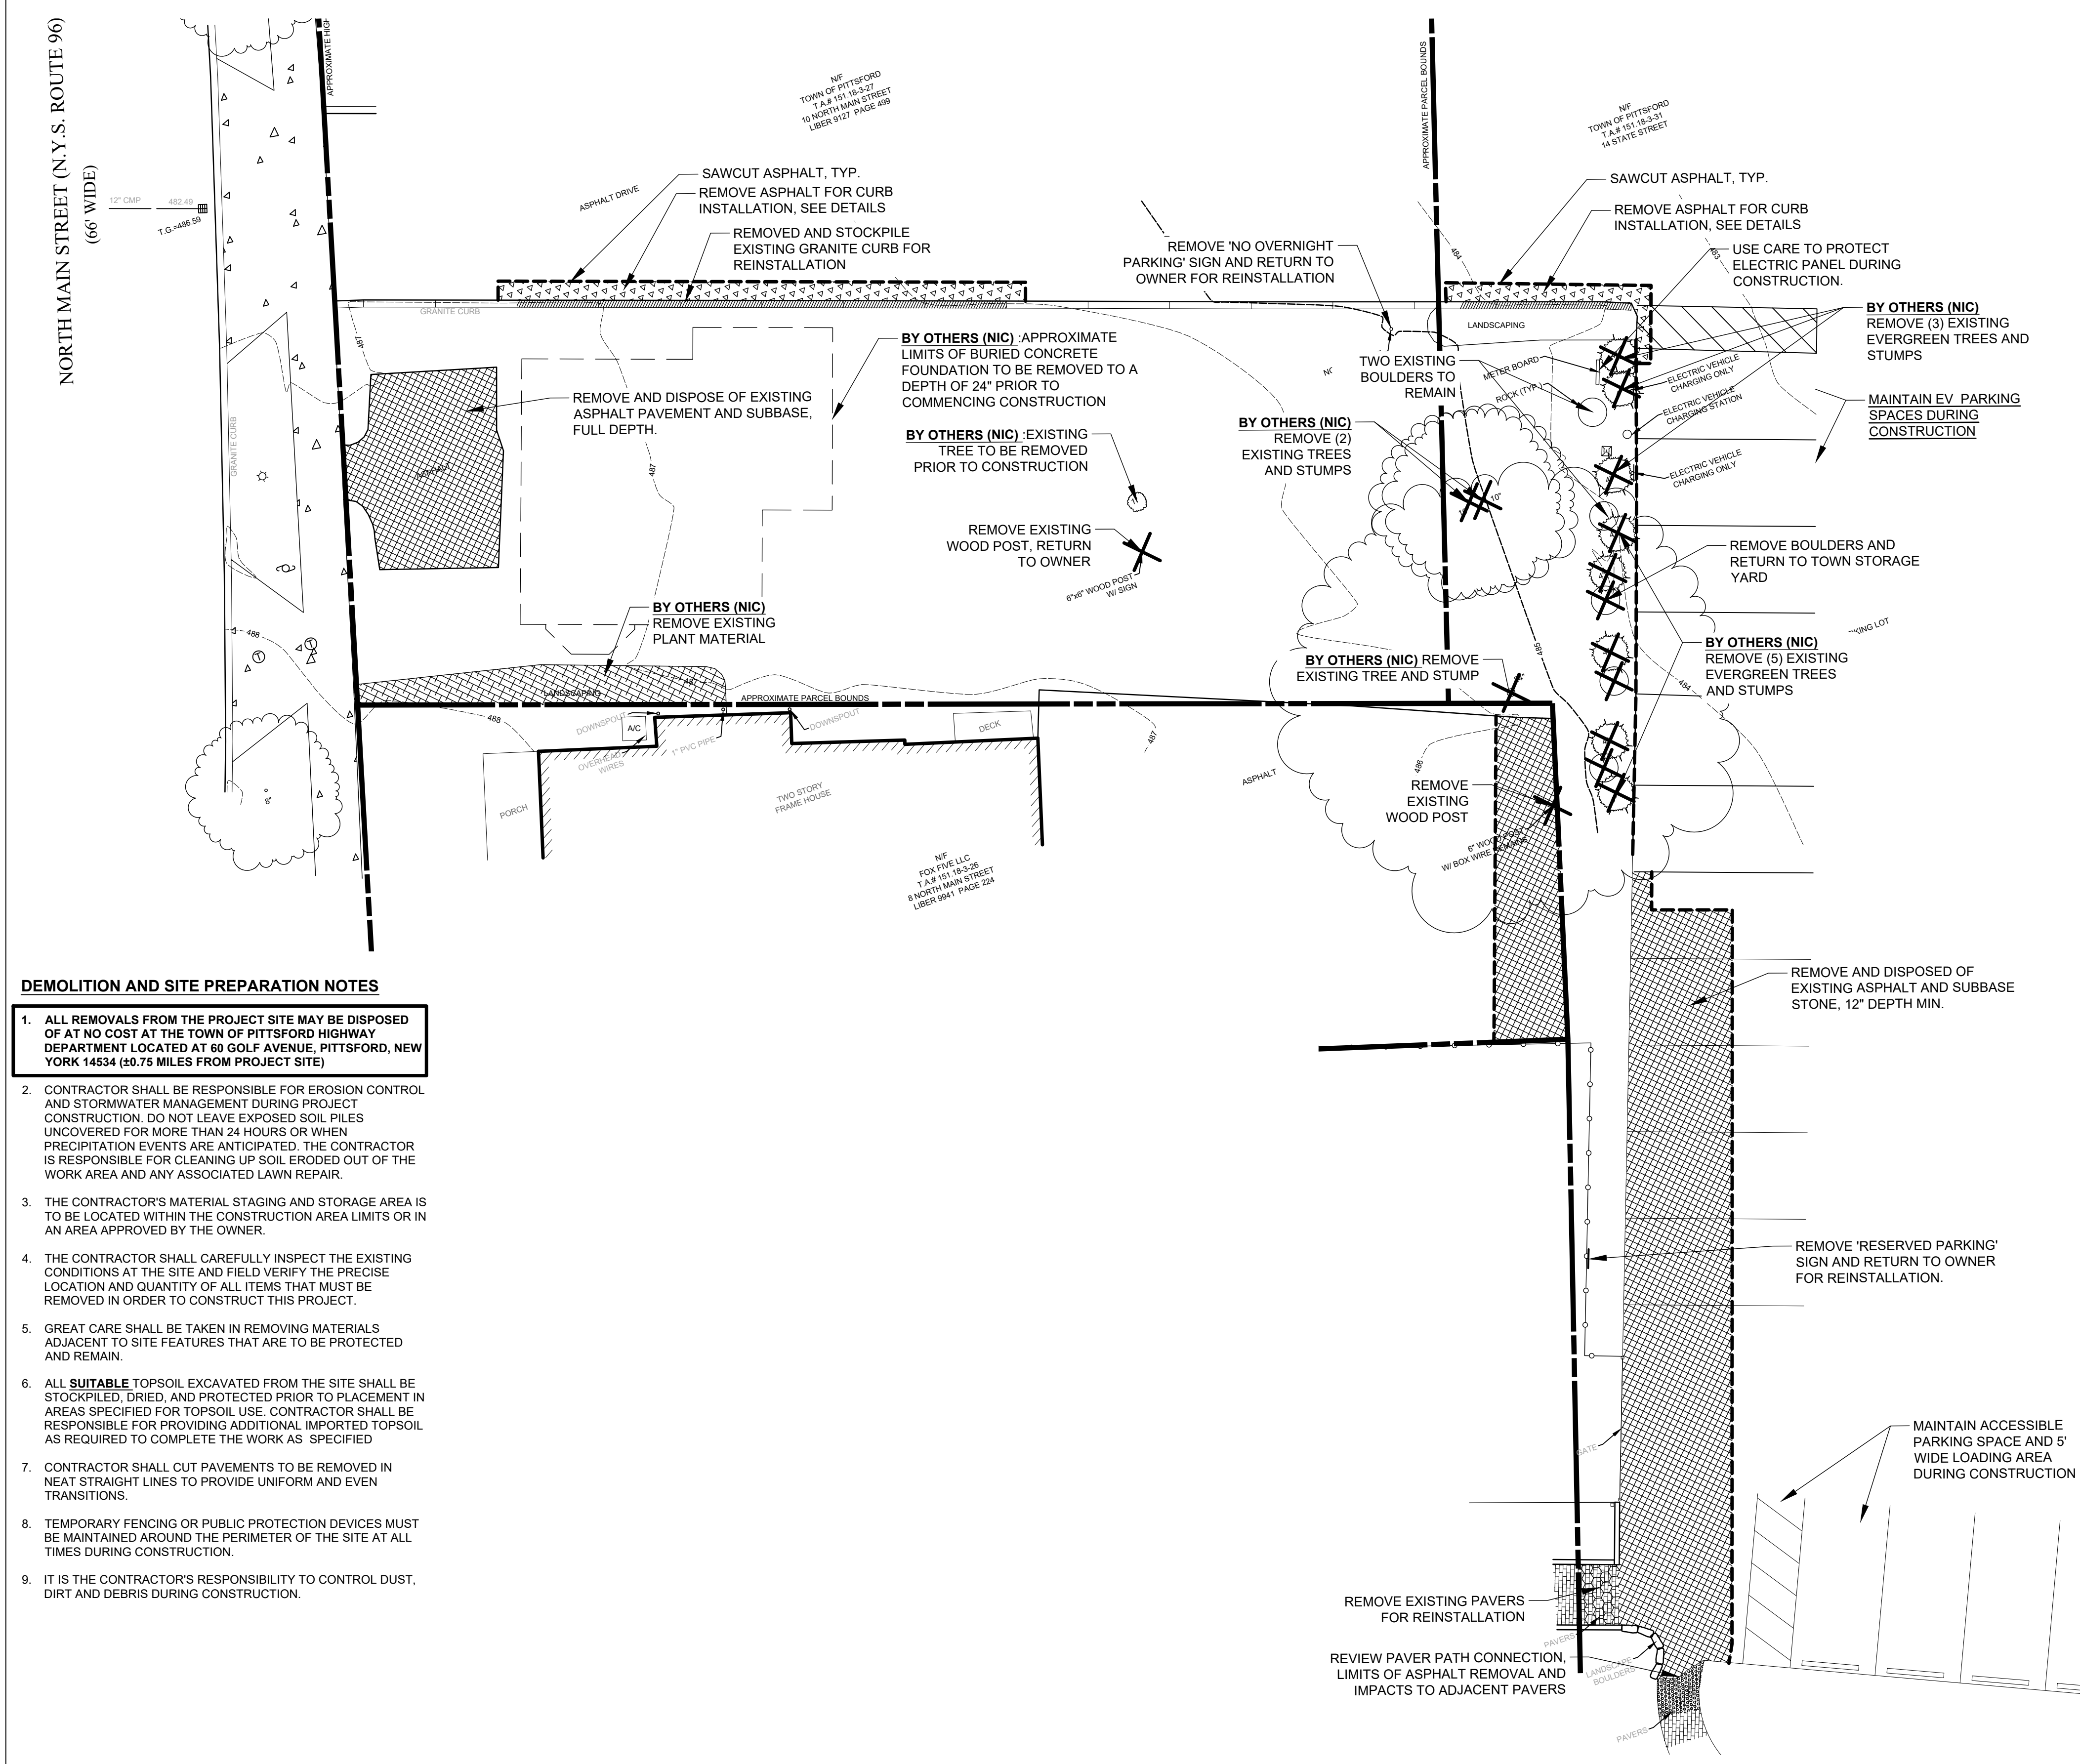 NORTH MAIN STREET (N.Y.S. ROUTE 96)
(66' WIDE)
12" CMP
482.49
T.G.=486.59
GRANITE CURB
N/F
TOWN OF PITTSFORD
T.A.# 151.18-3-27
10 NORTH MAIN STREET
LIBER 9127 PAGE 499
APPROXIMATE PARCEL BOUNDS
N/F
TOWN OF PITTSFORD
T.A.# 151.18-3-31
14 STATE STREET
ASPHALT DRIVE
SAWCUT ASPHALT, TYP.
REMOVE ASPHALT FOR CURB
INSTALLATION, SEE DETAILS
REMOVED AND STOCKPILE
EXISTING GRANITE CURB FOR
REINSTALLATION
REMOVE 'NO OVERNIGHT
PARKING' SIGN AND RETURN TO
OWNER FOR REINSTALLATION
484
SAWCUT ASPHALT, TYP.
REMOVE ASPHALT FOR CURB
INSTALLATION, SEE DETAILS
483
USE CARE TO PROTECT
ELECTRIC PANEL DURING
CONSTRUCTION.
BY OTHERS (NIC)
REMOVE (3) EXISTING
EVERGREEN TREES AND
STUMPS
GRANITE CURB
487
LANDSCAPING
BY OTHERS (NIC) :APPROXIMATE
LIMITS OF BURIED CONCRETE
FOUNDATION TO BE REMOVED TO A
DEPTH OF 24" PRIOR TO
COMMENCING CONSTRUCTION
TWO EXISTING
BOULDERS TO
REMAIN
METER BOARD
ROCK (TYP.)
ELECTRIC VEHICLE
CHARGING ONLY
ELECTRIC VEHICLE
CHARGING STATION
ELECTRIC VEHICLE
CHARGING ONLY
MAINTAIN EV PARKING
SPACES DURING
CONSTRUCTION
REMOVE AND DISPOSE OF EXISTING
ASPHALT PAVEMENT AND SUBBASE,
FULL DEPTH.
ASPHALT
487
BY OTHERS (NIC) :EXISTING
TREE TO BE REMOVED
PRIOR TO CONSTRUCTION
BY OTHERS (NIC)
REMOVE (2)
EXISTING TREES
AND STUMPS
10"
REMOVE EXISTING
WOOD POST, RETURN
TO OWNER
6"x6" WOOD POST
W/ SIGN
REMOVE BOULDERS AND
RETURN TO TOWN STORAGE
YARD
BY OTHERS (NIC)
REMOVE EXISTING
PLANT MATERIAL
488
T
T
BY OTHERS (NIC)
REMOVE (5) EXISTING
EVERGREEN TREES
AND STUMPS
485
484
BY OTHERS (NIC) REMOVE
EXISTING TREE AND STUMP
LANDSCAPING
487
APPROXIMATE PARCEL BOUNDS
488
DOWNSPOUT
A/C
1" PVC PIPE
DOWNSPOUT
DECK
OVERHEAD
WIRES
487
ASPHALT
486
8"
PORCH
TWO STORY
FRAME HOUSE
REMOVE
EXISTING
WOOD POST
6" WOOD POST
W/ BOX WIRE REMAINS
N/F
FOX FIVE LLC
T.A.# 151.18-3-26
8 NORTH MAIN STREET
LIBER 9941 PAGE 224
REMOVE AND DISPOSED OF
EXISTING ASPHALT AND SUBBASE
STONE, 12" DEPTH MIN.
REMOVE 'RESERVED PARKING'
SIGN AND RETURN TO OWNER
FOR REINSTALLATION.
GATE
MAINTAIN ACCESSIBLE
PARKING SPACE AND 5'
WIDE LOADING AREA
DURING CONSTRUCTION
REMOVE EXISTING PAVERS
FOR REINSTALLATION
PAVERS
REVIEW PAVER PATH CONNECTION,
LIMITS OF ASPHALT REMOVAL AND
IMPACTS TO ADJACENT PAVERS
LANDSCAPE
BOULDERS
PAVERS
DEMOLITION AND SITE PREPARATION NOTES
1. ALL REMOVALS FROM THE PROJECT SITE MAY BE DISPOSED
OF AT NO COST AT THE TOWN OF PITTSFORD HIGHWAY
DEPARTMENT LOCATED AT 60 GOLF AVENUE, PITTSFORD, NEW
YORK 14534 (±0.75 MILES FROM PROJECT SITE)
2. CONTRACTOR SHALL BE RESPONSIBLE FOR EROSION CONTROL
AND STORMWATER MANAGEMENT DURING PROJECT
CONSTRUCTION. DO NOT LEAVE EXPOSED SOIL PILES
UNCOVERED FOR MORE THAN 24 HOURS OR WHEN
PRECIPITATION EVENTS ARE ANTICIPATED. THE CONTRACTOR
IS RESPONSIBLE FOR CLEANING UP SOIL ERODED OUT OF THE
WORK AREA AND ANY ASSOCIATED LAWN REPAIR.
3. THE CONTRACTOR'S MATERIAL STAGING AND STORAGE AREA IS
TO BE LOCATED WITHIN THE CONSTRUCTION AREA LIMITS OR IN
AN AREA APPROVED BY THE OWNER.
4. THE CONTRACTOR SHALL CAREFULLY INSPECT THE EXISTING
CONDITIONS AT THE SITE AND FIELD VERIFY THE PRECISE
LOCATION AND QUANTITY OF ALL ITEMS THAT MUST BE
REMOVED IN ORDER TO CONSTRUCT THIS PROJECT.
5. GREAT CARE SHALL BE TAKEN IN REMOVING MATERIALS
ADJACENT TO SITE FEATURES THAT ARE TO BE PROTECTED
AND REMAIN.
6. ALL SUITABLE TOPSOIL EXCAVATED FROM THE SITE SHALL BE
STOCKPILED, DRIED, AND PROTECTED PRIOR TO PLACEMENT IN
AREAS SPECIFIED FOR TOPSOIL USE. CONTRACTOR SHALL BE
RESPONSIBLE FOR PROVIDING ADDITIONAL IMPORTED TOPSOIL
AS REQUIRED TO COMPLETE THE WORK AS SPECIFIED
7. CONTRACTOR SHALL CUT PAVEMENTS TO BE REMOVED IN
NEAT STRAIGHT LINES TO PROVIDE UNIFORM AND EVEN
TRANSITIONS.
8. TEMPORARY FENCING OR PUBLIC PROTECTION DEVICES MUST
BE MAINTAINED AROUND THE PERIMETER OF THE SITE AT ALL
TIMES DURING CONSTRUCTION.
9. IT IS THE CONTRACTOR'S RESPONSIBILITY TO CONTROL DUST,
DIRT AND DEBRIS DURING CONSTRUCTION.